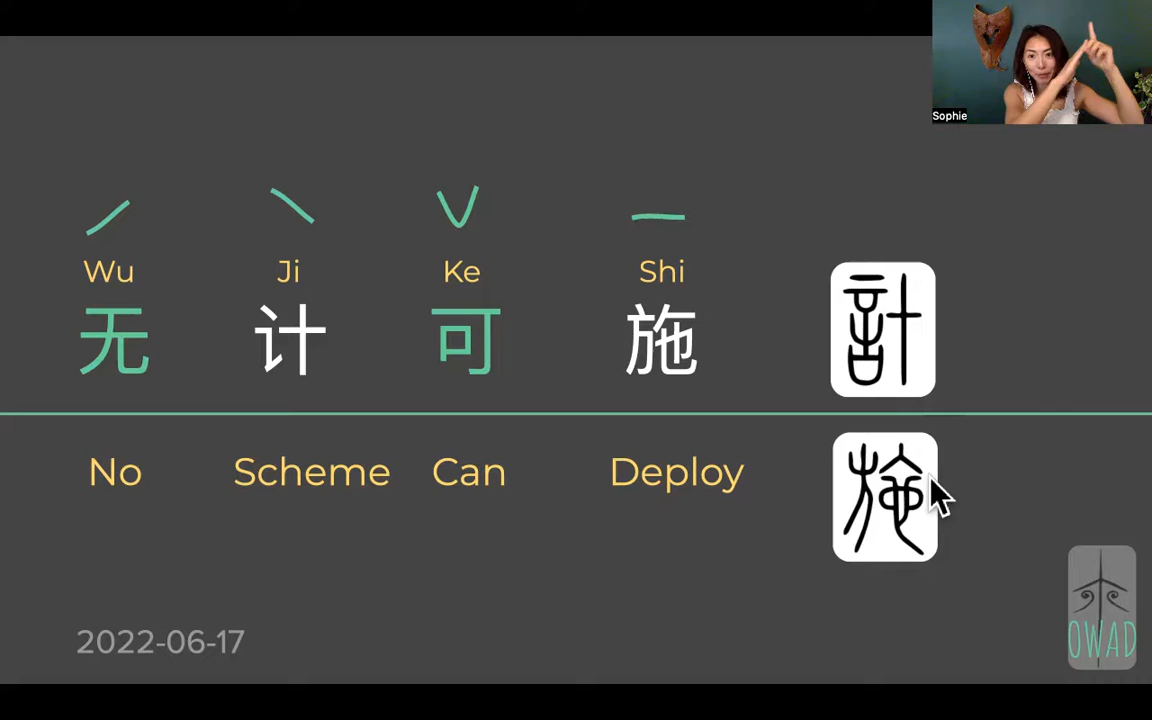 Sophie
Wu Ji Ke Shi
无 计 可 施
計
No Scheme Can Deploy
施
2022-06-17
OWAD